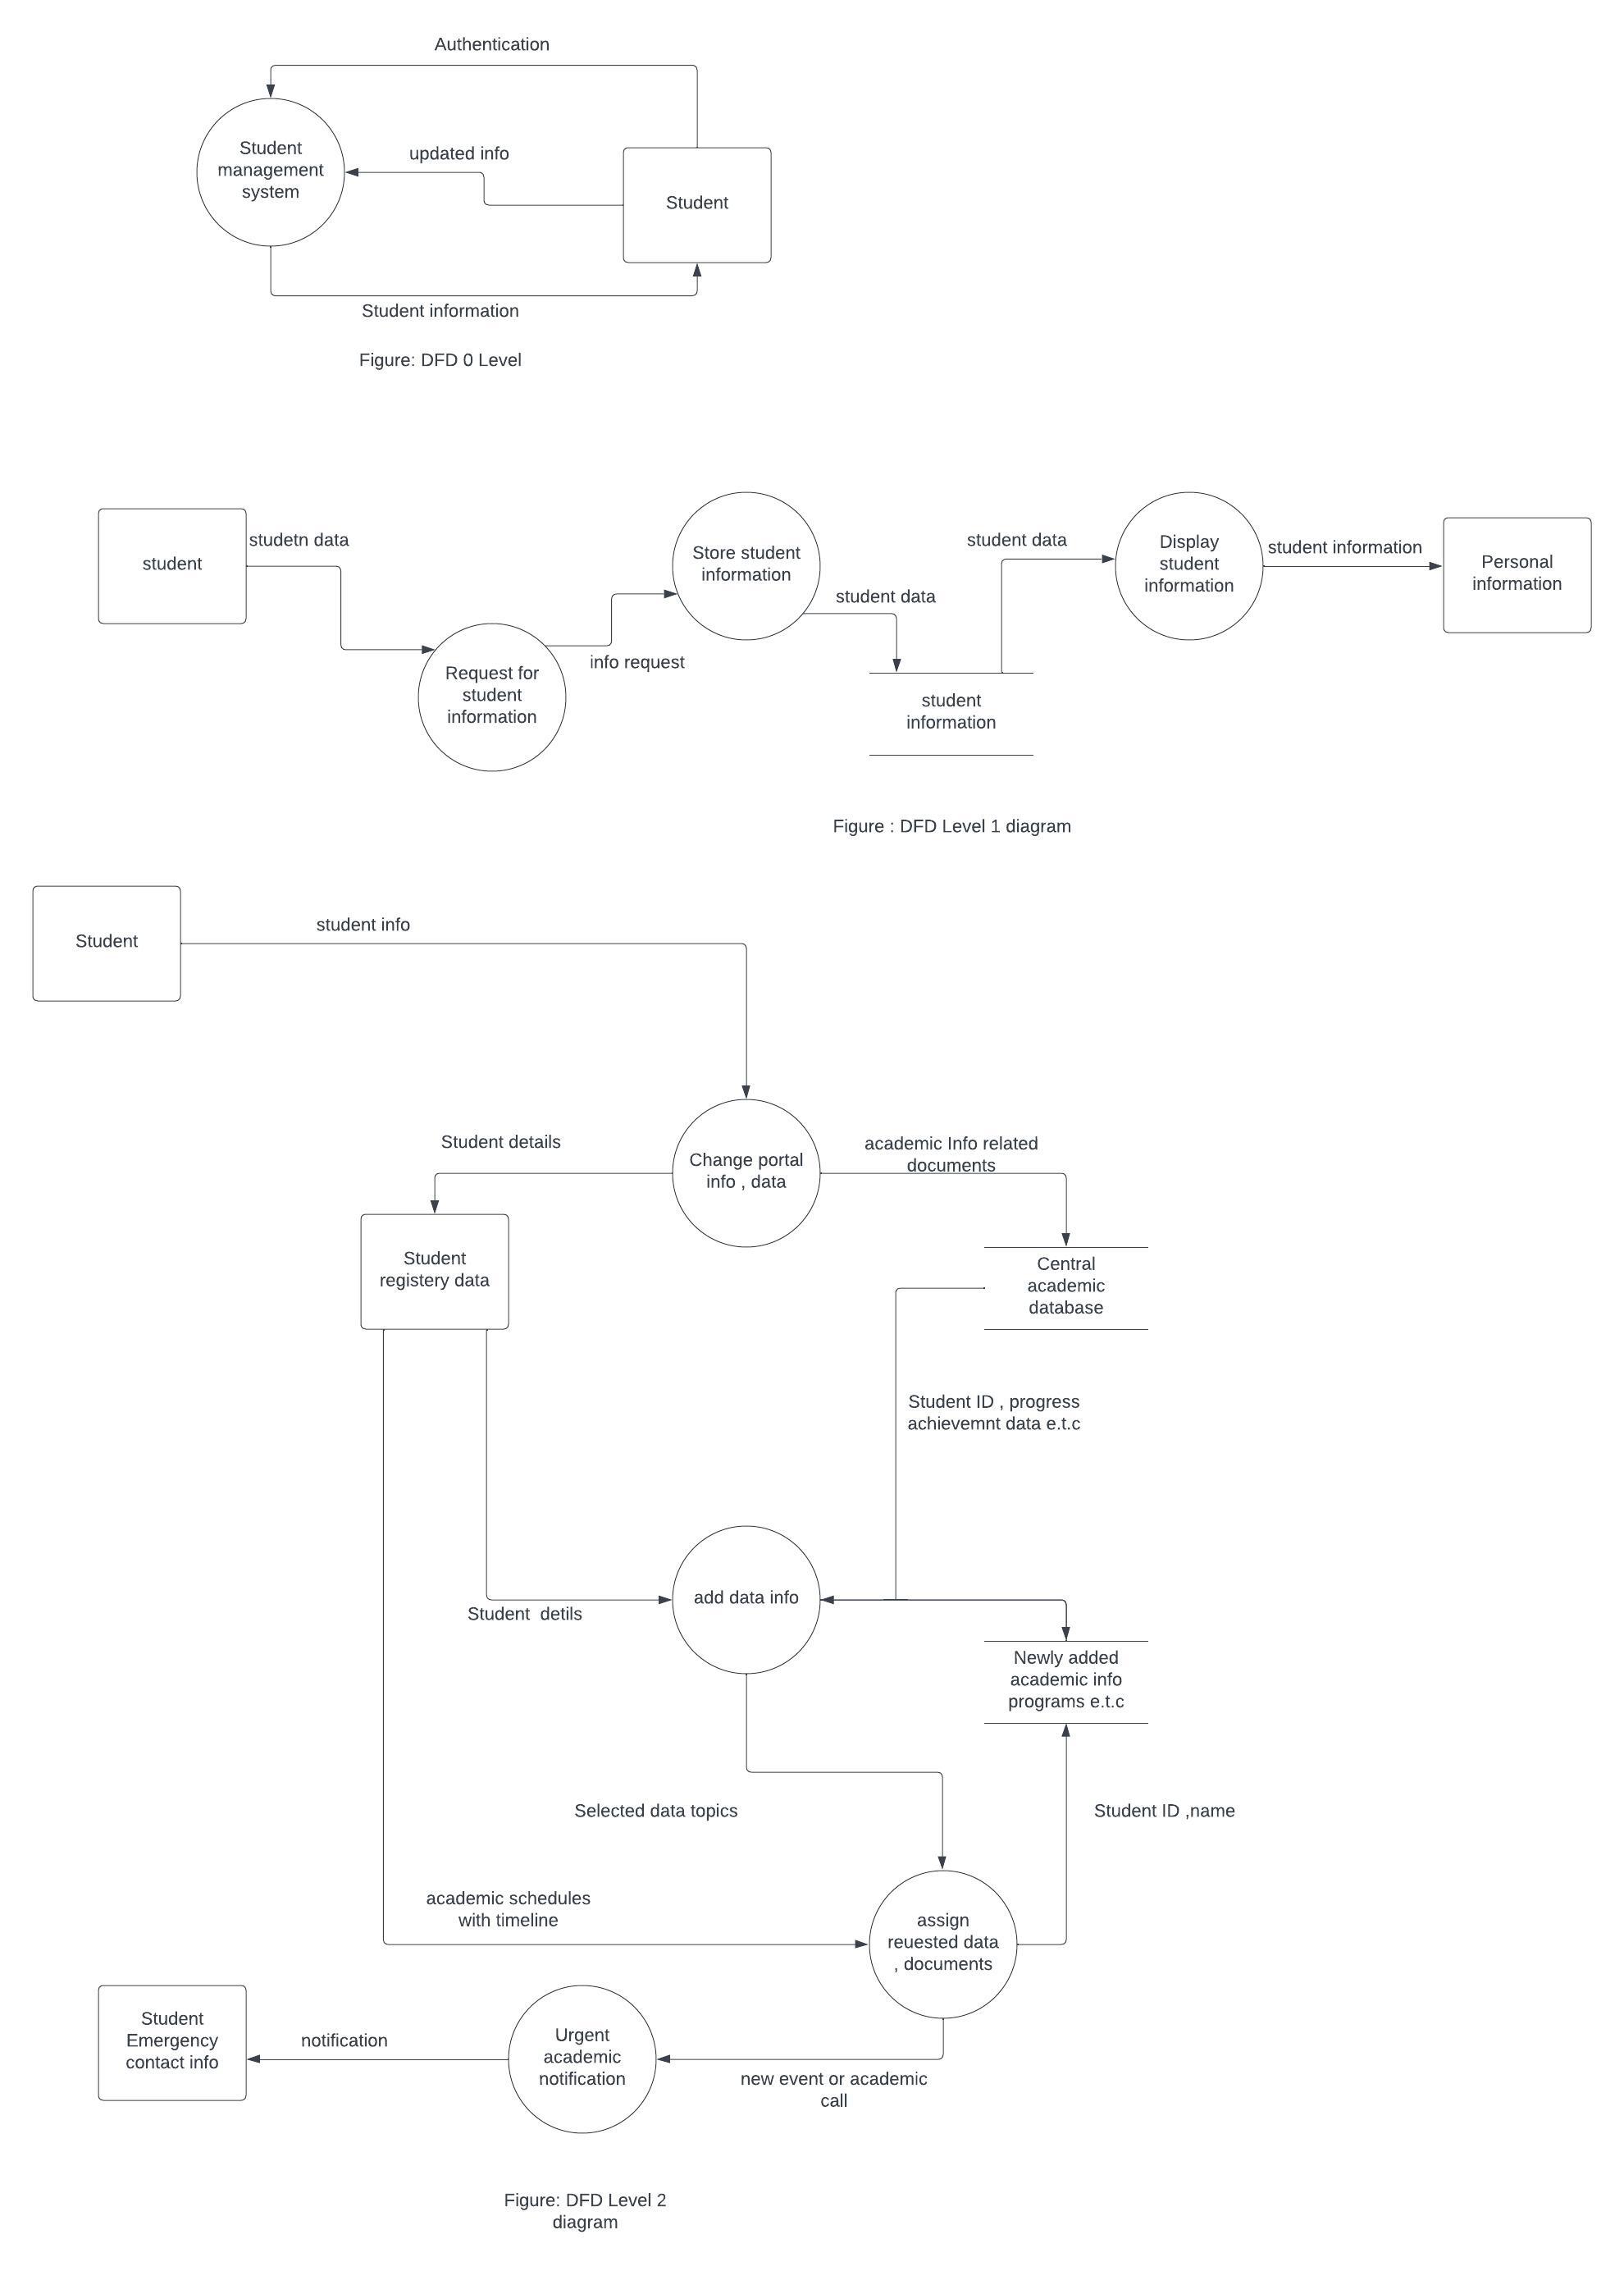 Authentication
Student
management
system
updated info
Student
Student information
Figure: DFD 0 Level
student
studetn data
Request for
student
information
info request
Store student
information
student data
student
information
student data
Display
student
information
student information
Personal
information
Figure : DFD Level 1 diagram
Student
student info
Change portal
info , data
Student details
academic Info related
documents
Student
registery data
Central
academic
database
Student ID , progress
achievemnt data e.t.c
add data info
Student  detils
Newly added
academic info
programs e.t.c
Selected data topics
Student ID ,name
academic schedules
with timeline
assign
reuested data
, documents
Student
Emergency
contact info
notification
Urgent
academic
notification
new event or academic
call
Figure: DFD Level 2
diagram